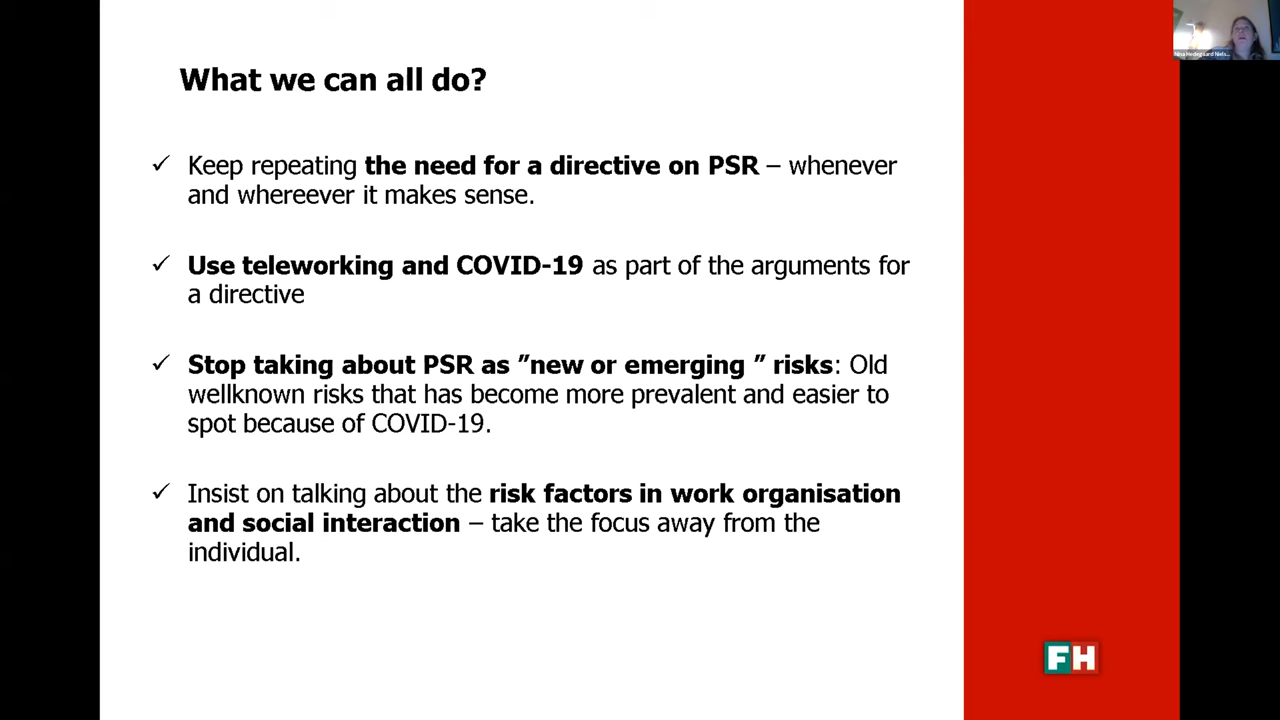 What we can all do?
✓ Keep repeating the need for a directive on PSR – whenever
and whereever it makes sense.
✓ Use teleworking and COVID-19 as part of the arguments for
a directive
✓ Stop taking about PSR as ”new or emerging ” risks: Old
wellknown risks that has become more prevalent and easier to
spot because of COVID-19.
✓ Insist on talking about the risk factors in work organisation
and social interaction – take the focus away from the
individual.
FH
Nina Hedegaard Niels...